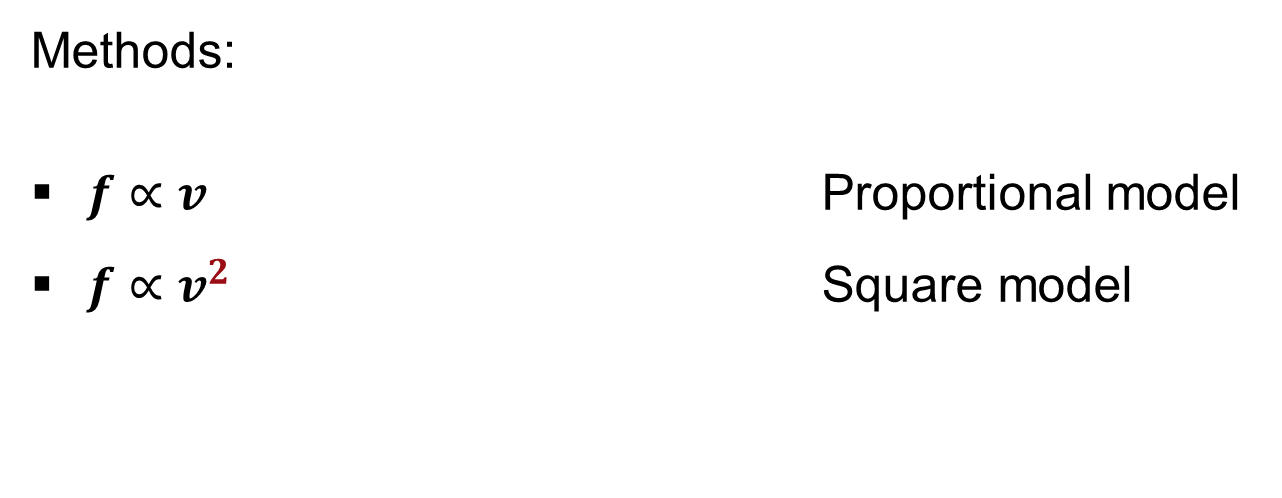 Methods:
▪ f ∝ v Proportional model
▪ f ∝ v² Square model